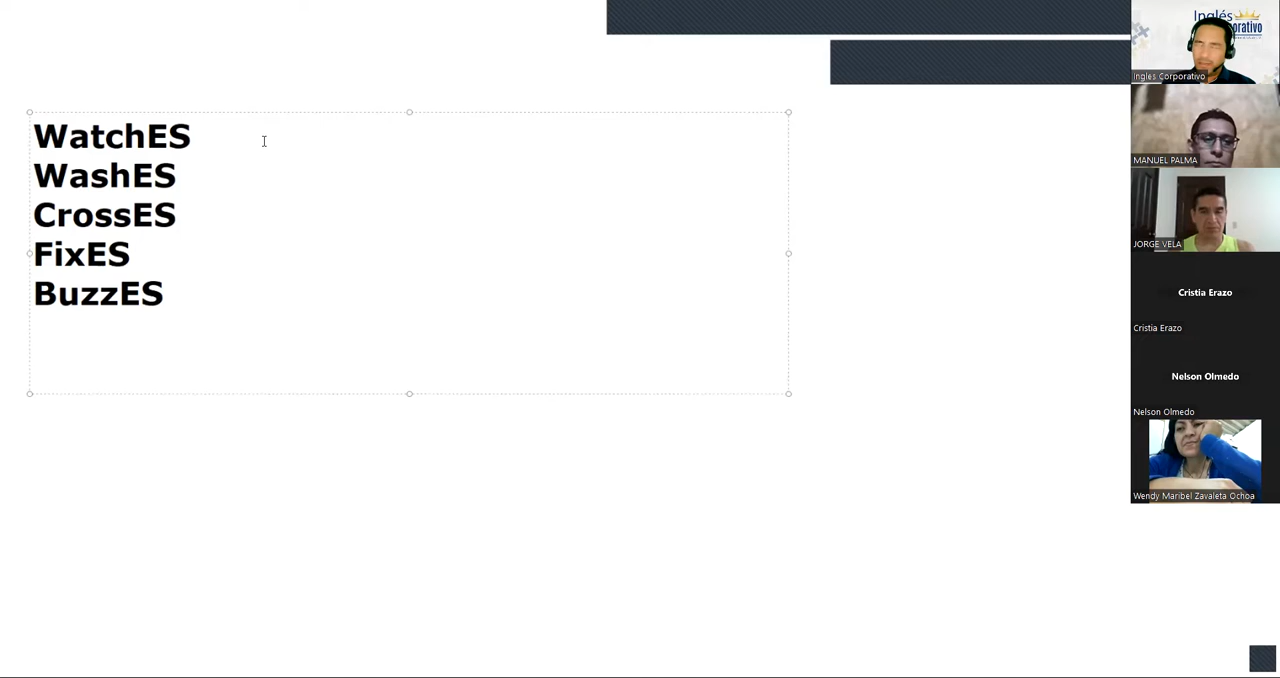 WatchES
WashES
CrossES
FixES
BuzzES
Inglés
Ingles Corporativo
MANUEL PALMA
JORGE VELA
Cristia Erazo
Cristia Erazo
Nelson Olmedo
Nelson Olmedo
Wendy Maribel Zavaleta Ochoa